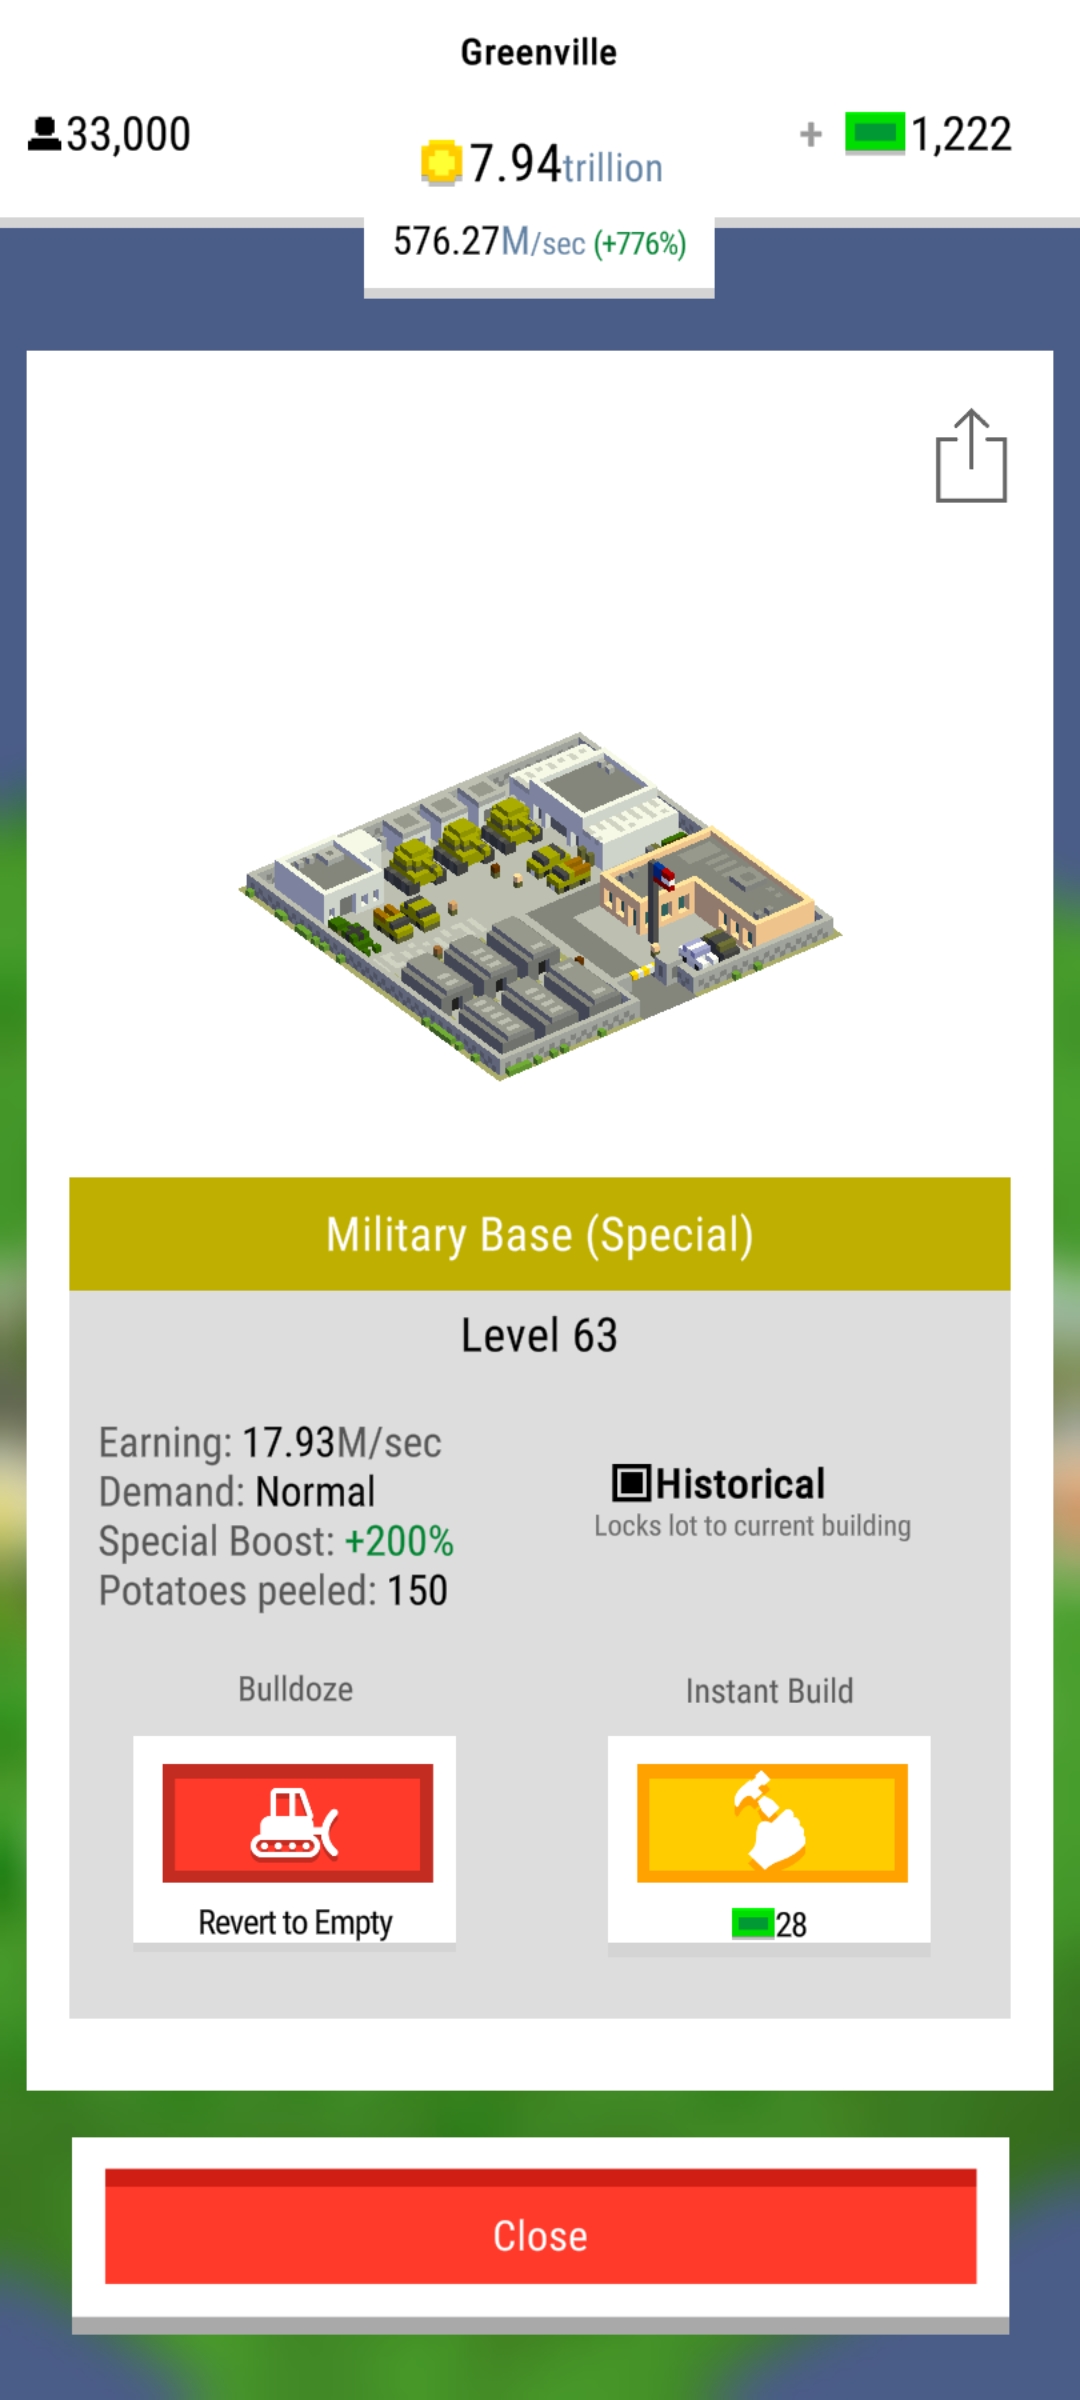 Greenville
33,000
7.94trillion
+ 1,222
576.27M/sec (+776%)
Military Base (Special)
Level 63
Earning: 17.93M/sec
Demand: Normal
Special Boost: +200%
Potatoes peeled: 150
Historical
Locks lot to current building
Bulldoze
Instant Build
Revert to Empty
28
Close